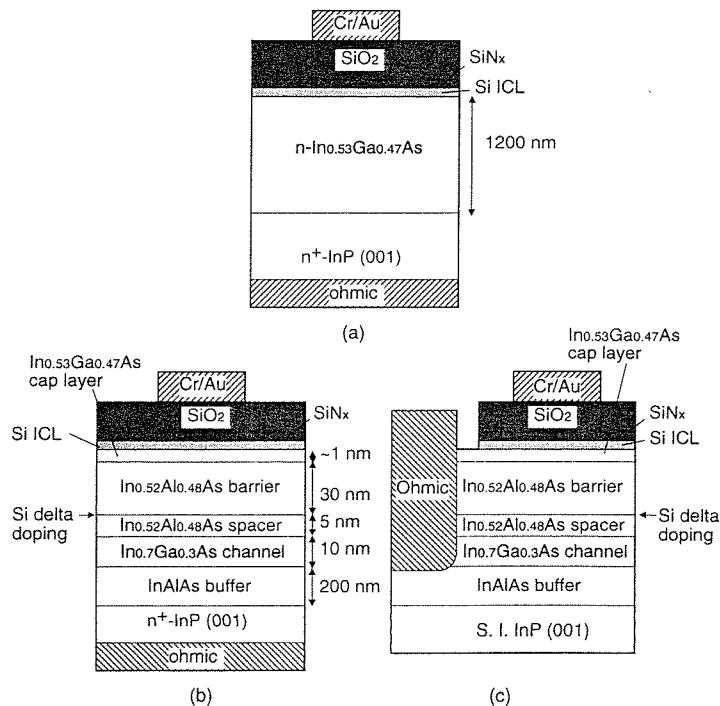 Cr/Au
SiO2
SiNx
Si ICL
n-In0.53Ga0.47As
1200 nm
n+-InP (001)
ohmic
(a)
In0.53Ga0.47As
cap layer
Cr/Au
SiO2
SiNx
Si ICL
~1 nm
In0.52Al0.48As barrier
30 nm
Si delta
doping
In0.52Al0.48As spacer
5 nm
In0.7Ga0.3As channel
10 nm
InAlAs buffer
200 nm
n+-InP (001)
ohmic
(b)
In0.53Ga0.47As
cap layer
Cr/Au
SiO2
SiNx
Si ICL
Ohmic
In0.52Al0.48As barrier
In0.52Al0.48As spacer
Si delta
doping
In0.7Ga0.3As channel
InAlAs buffer
S. I. InP (001)
(c)